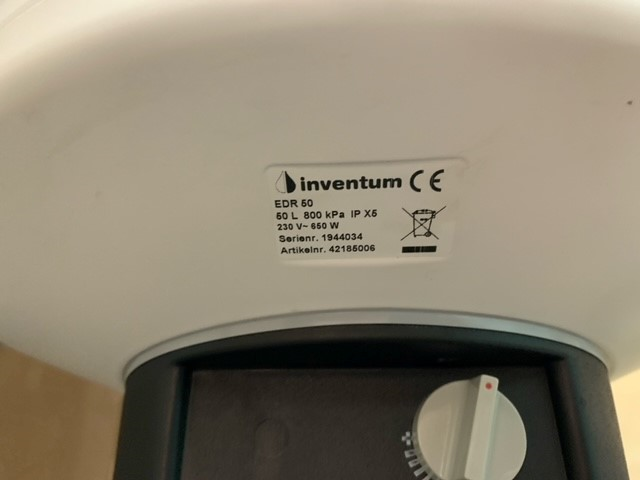 inventum CE
EDR 50
50 L 800 kPa IP X5
230 V~ 650 W
Serienr. 1944034
Artikelnr. 42185006